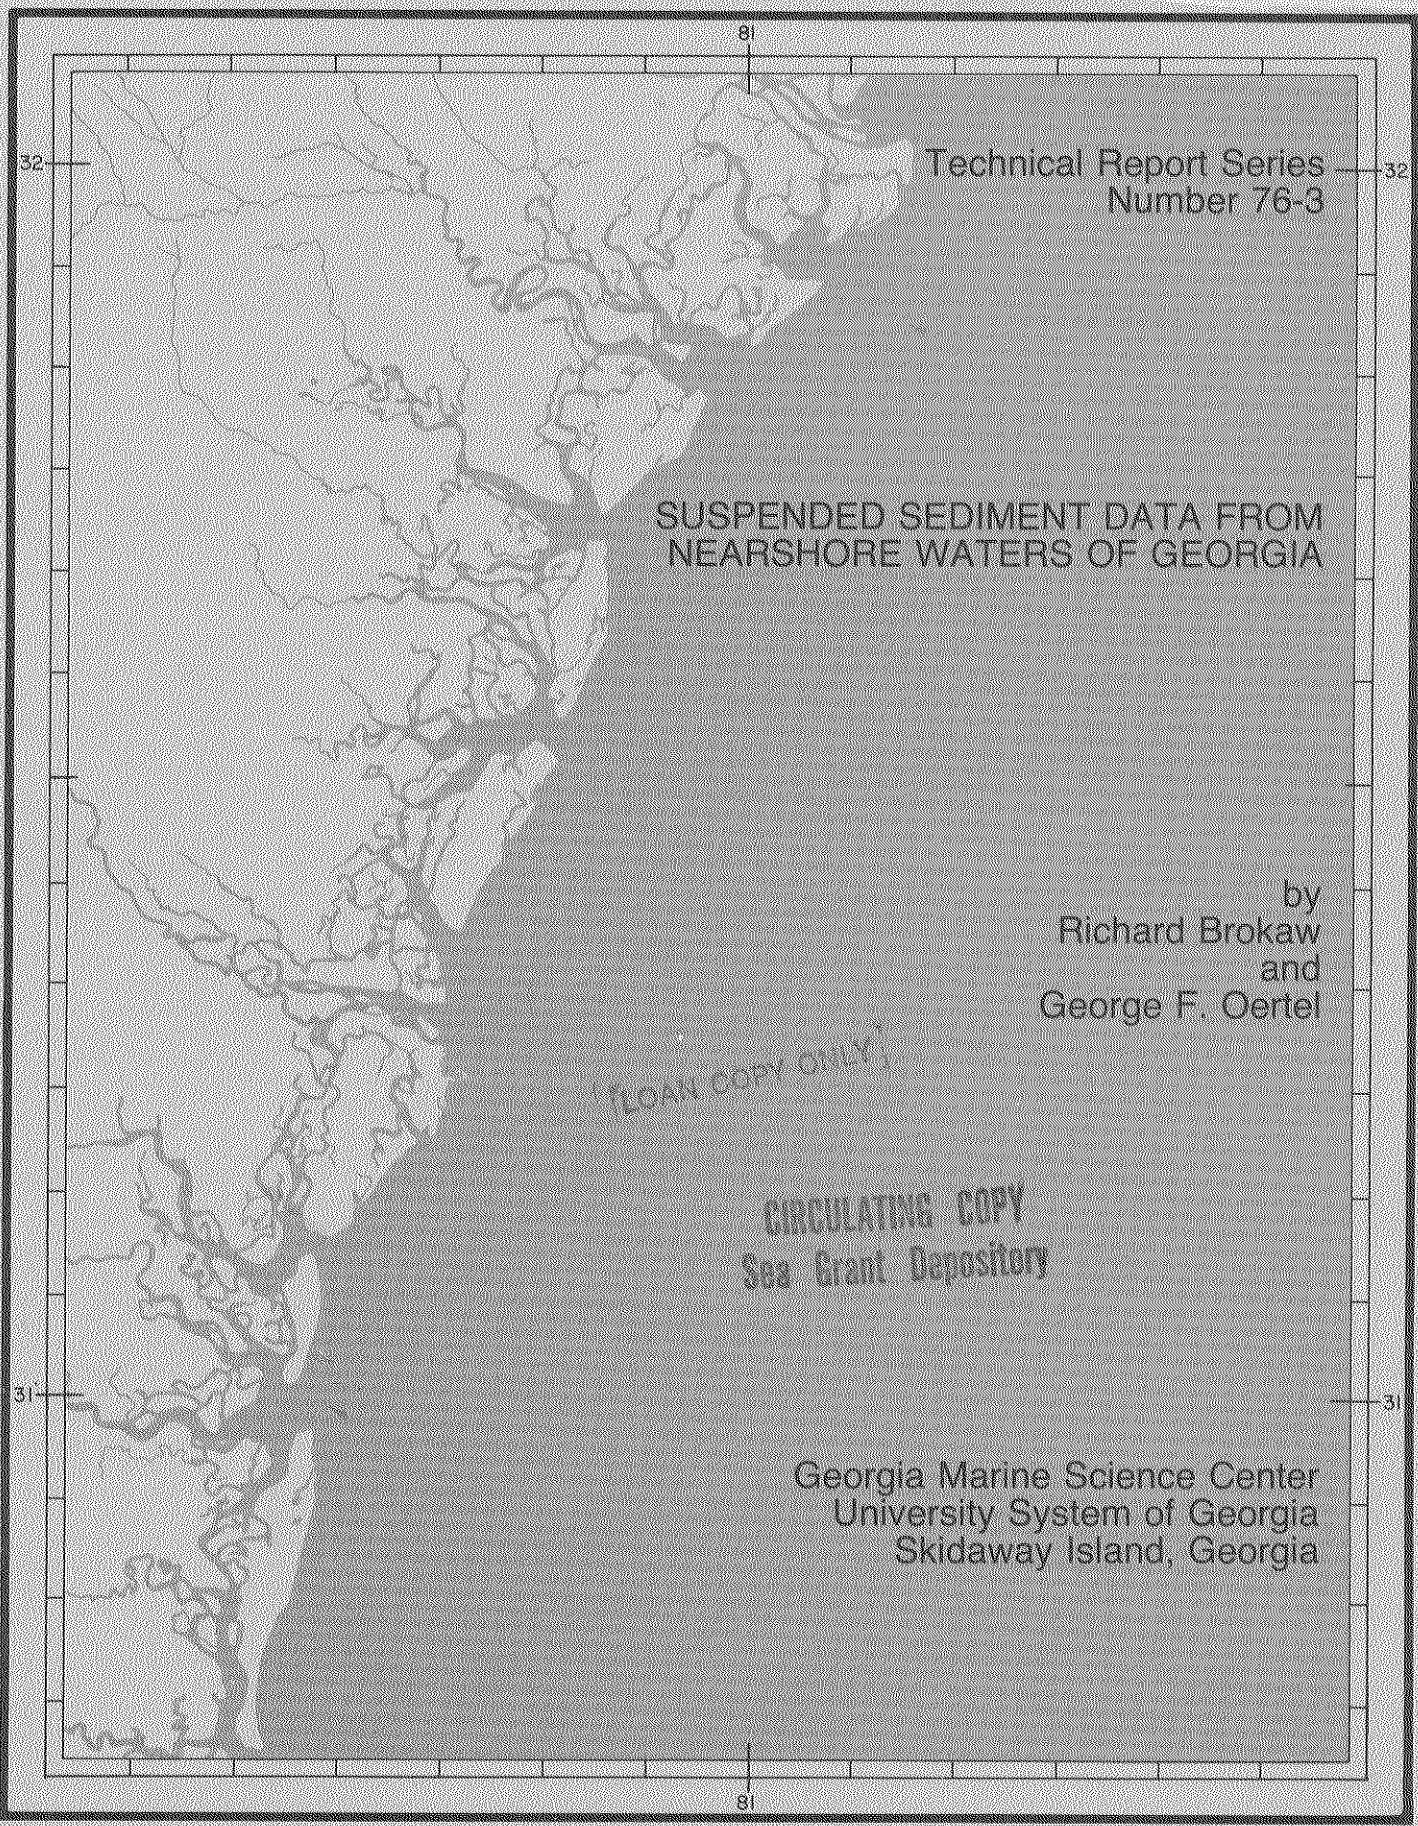 81
32
Technical Report Series
32
Number 76-3
SUSPENDED SEDIMENT DATA FROM
NEARSHORE WATERS OF GEORGIA
by
Richard Brokaw
and
George F. Oertel
LOAN COPY ONLY
CIRCULATING COPY
Sea Grant Depository
31
31
Georgia Marine Science Center
University System of Georgia
Skidaway Island, Georgia
81